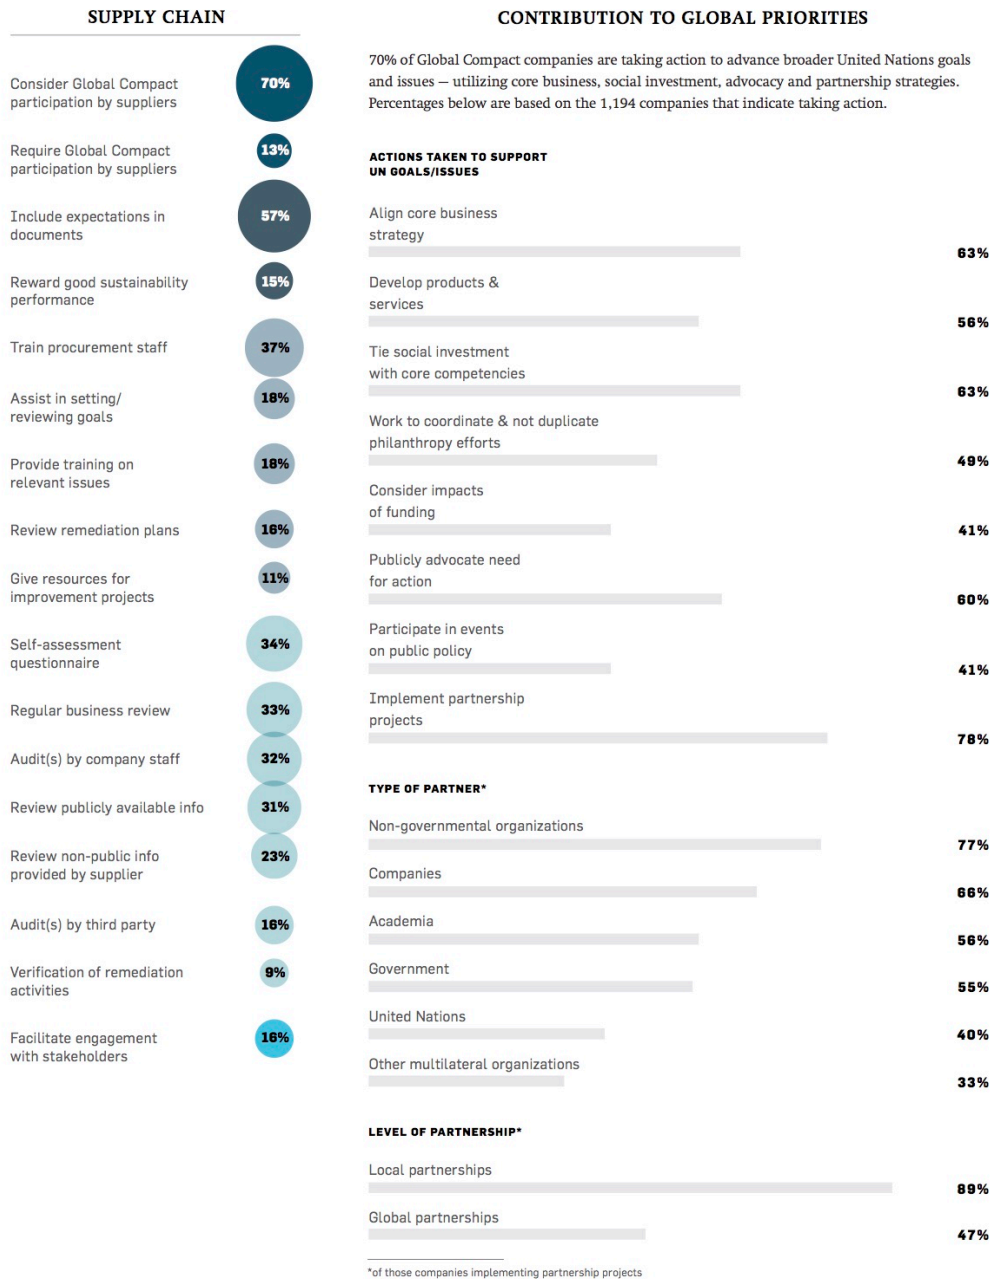 SUPPLY CHAIN
Consider Global Compact
participation by suppliers
70%
Require Global Compact
participation by suppliers
13%
Include expectations in
documents
57%
Reward good sustainability
performance
15%
Train procurement staff
37%
Assist in setting/
reviewing goals
18%
Provide training on
relevant issues
18%
Review remediation plans
16%
Give resources for
improvement projects
11%
Self-assessment
questionnaire
34%
Regular business review
33%
Audit(s) by company staff
32%
Review publicly available info
31%
Review non-public info
provided by supplier
23%
Audit(s) by third party
16%
Verification of remediation
activities
9%
Facilitate engagement
with stakeholders
16%
CONTRIBUTION TO GLOBAL PRIORITIES
70% of Global Compact companies are taking action to advance broader United Nations goals
and issues — utilizing core business, social investment, advocacy and partnership strategies.
Percentages below are based on the 1,194 companies that indicate taking action.
ACTIONS TAKEN TO SUPPORT
UN GOALS/ISSUES
Align core business
strategy
63%
Develop products &
services
56%
Tie social investment
with core competencies
63%
Work to coordinate & not duplicate
philanthropy efforts
49%
Consider impacts
of funding
41%
Publicly advocate need
for action
60%
Participate in events
on public policy
41%
Implement partnership
projects
78%
TYPE OF PARTNER*
Non-governmental organizations
77%
Companies
66%
Academia
56%
Government
55%
United Nations
40%
Other multilateral organizations
33%
LEVEL OF PARTNERSHIP*
Local partnerships
89%
Global partnerships
47%
*of those companies implementing partnership projects